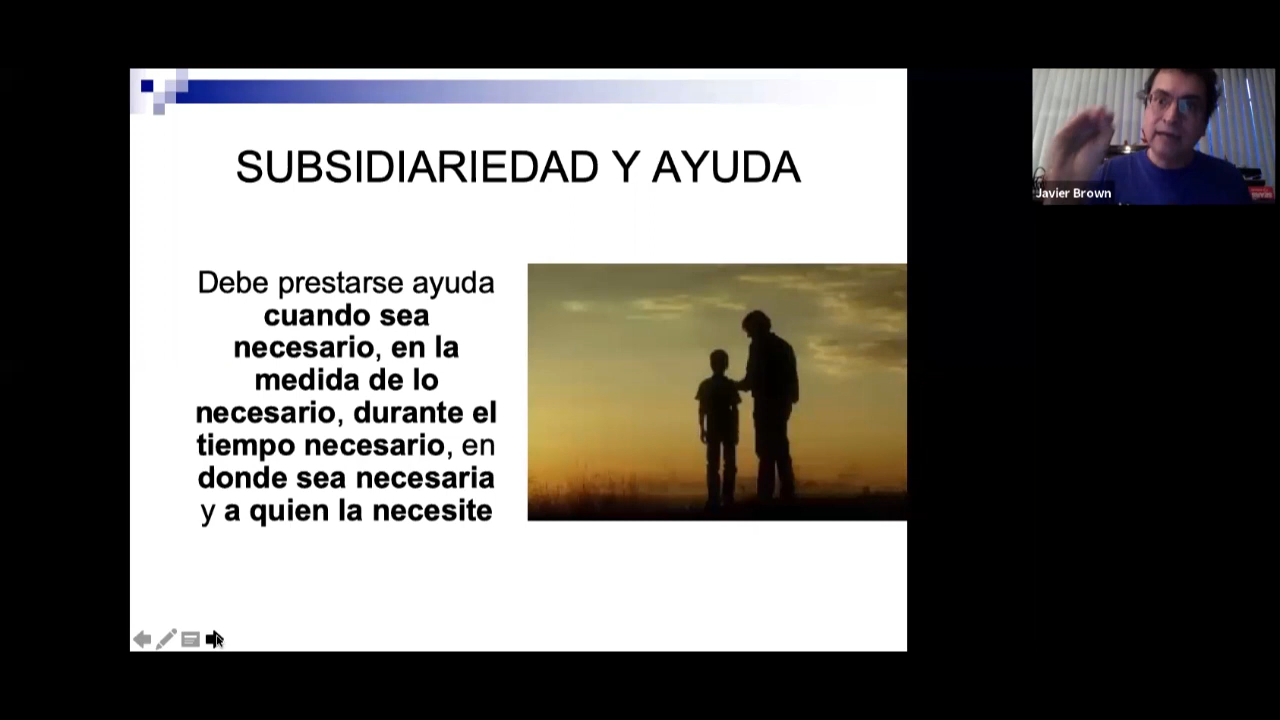 SUBSIDIARIEDAD Y AYUDA
Debe prestarse ayuda
cuando sea
necesario, en la
medida de lo
necesario, durante el
tiempo necesario, en
donde sea necesaria
y a quien la necesite
Javier Brown